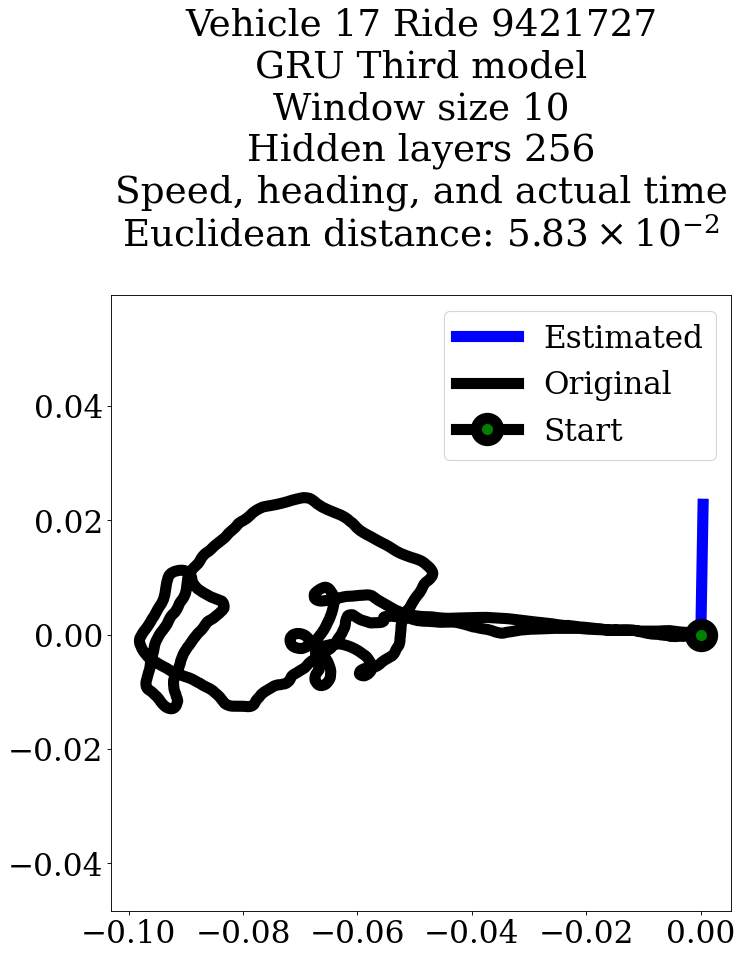 Vehicle 17 Ride 9421727
GRU Third model
Window size 10
Hidden layers 256
Speed, heading, and actual time
Euclidean distance: 5.83 × 10⁻²
Estimated
Original
Start
0.04
0.02
0.00
−0.02
−0.04
−0.10 −0.08 −0.06 −0.04 −0.02 0.00